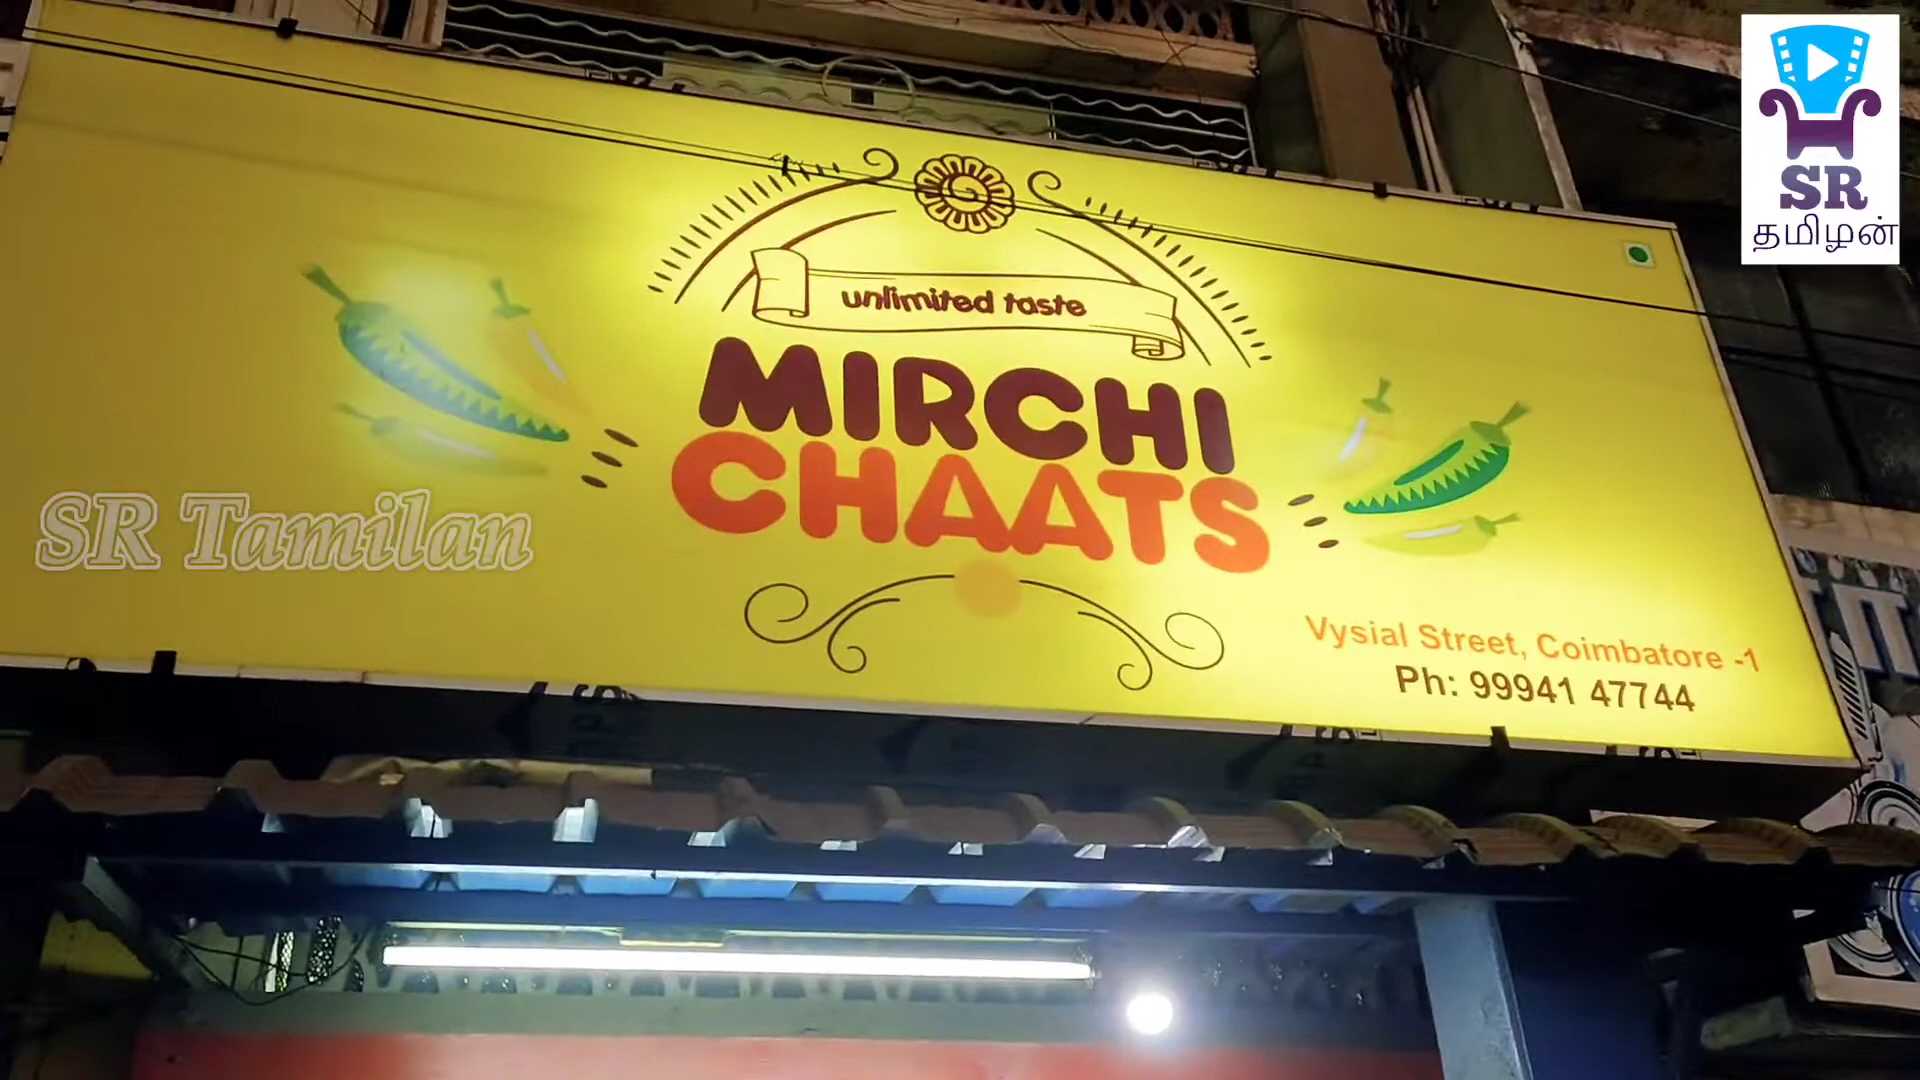 unlimited taste
MIRCHI
CHAATS
Vysial Street, Coimbatore -1
Ph: 99941 47744
SR Tamilan
SR
தமிழன்